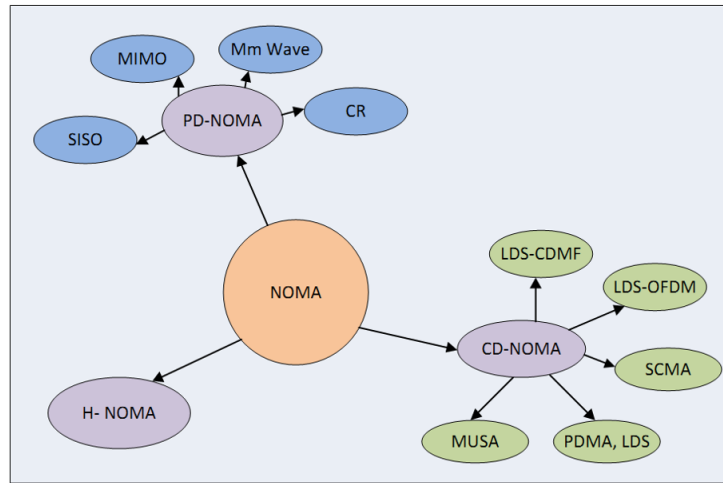 Mm Wave
MIMO
CR
PD-NOMA
SISO
LDS-CDMF
LDS-OFDM
NOMA
CD-NOMA
SCMA
H- NOMA
MUSA
PDMA, LDS